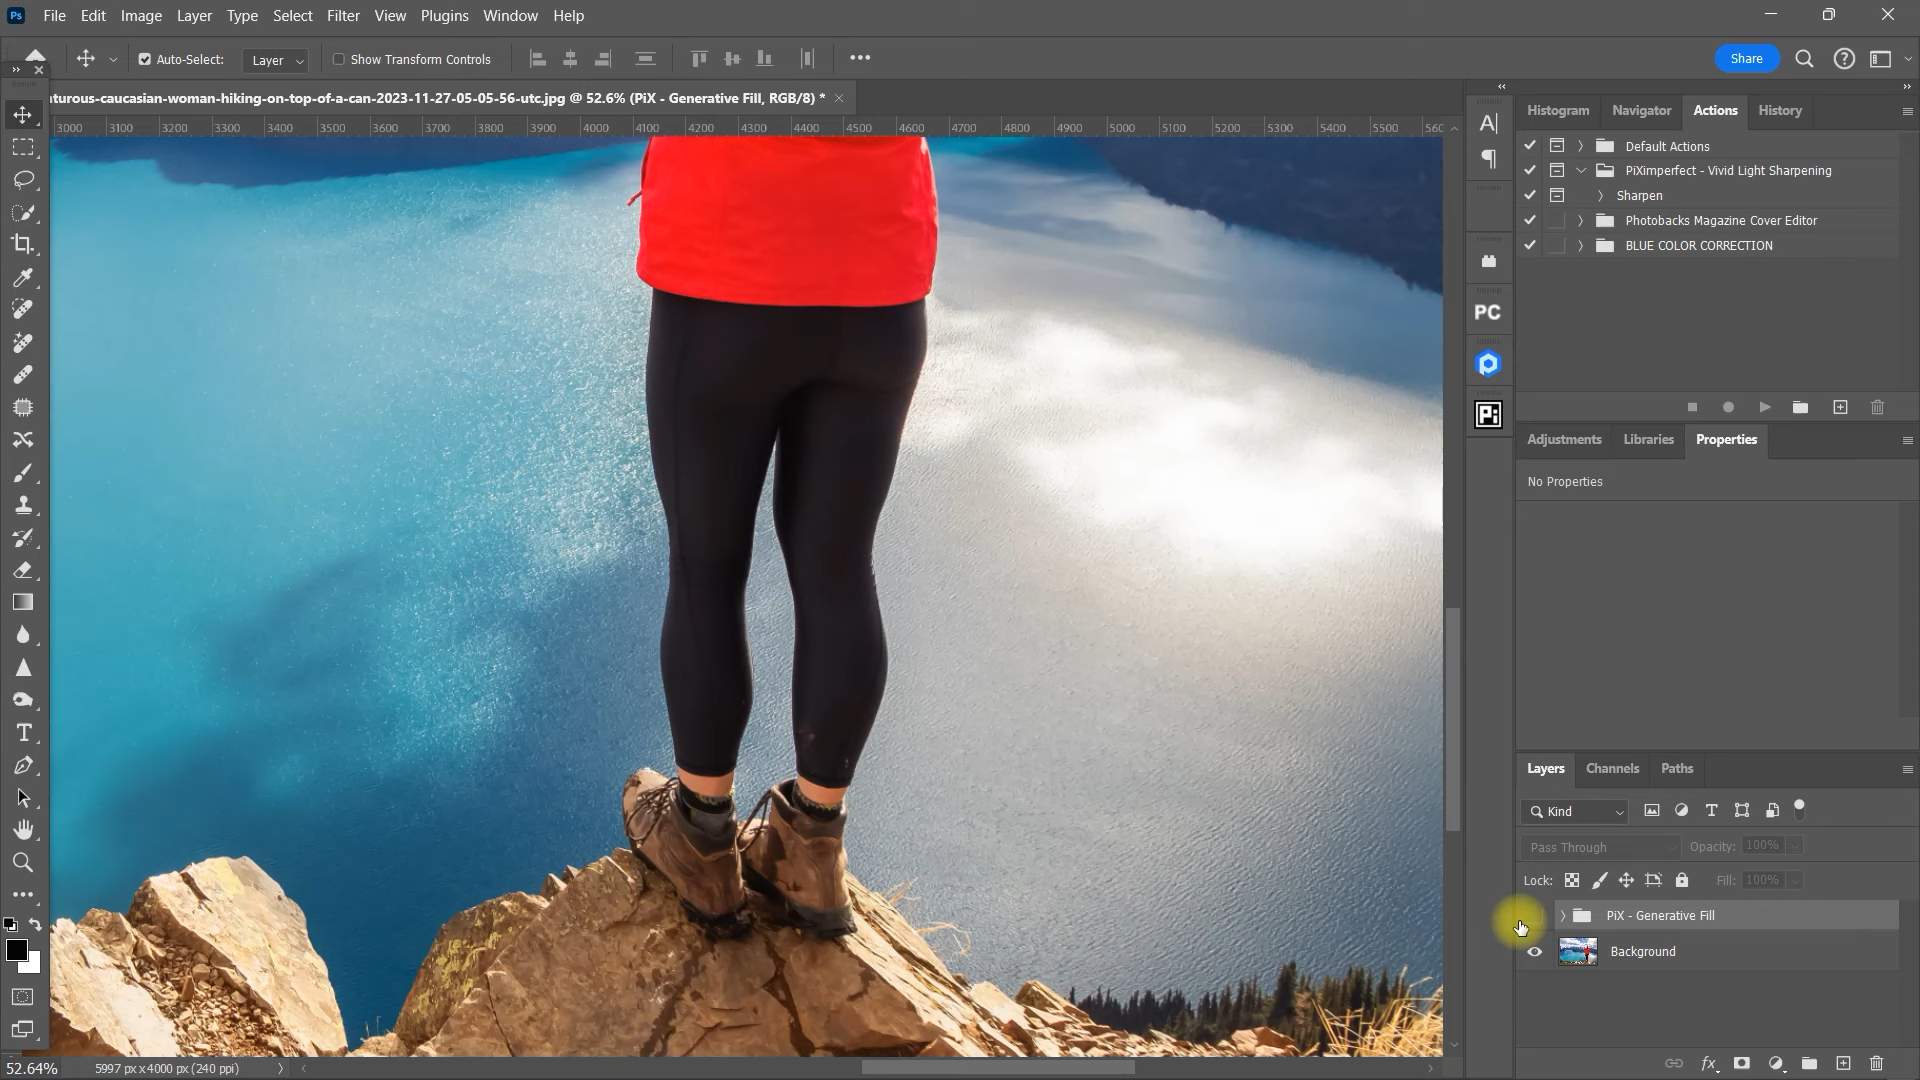 Ps File Edit Image Layer Type Select Filter View Plugins Window Help
Auto-Select: Layer Show Transform Controls Share
turous-caucasian-woman-hiking-on-top-of-a-can-2023-11-27-05-05-56-utc.jpg @ 52.6% (PiX - Generative Fill, RGB/8) *
3000 3100 3200 3300 3400 3500 3600 3700 3800 3900 4000 4100 4200 4300 4400 4500 4600 4700 4800 4900 5000 5100 5200 5300 5400 5500 560
Histogram Navigator Actions History
Default Actions
PiXimperfect - Vivid Light Sharpening
Sharpen
Photobacks Magazine Cover Editor
BLUE COLOR CORRECTION
A
PC
Pi
Adjustments Libraries Properties
No Properties
Layers Channels Paths
Kind
Pass Through Opacity: 100%
Lock: Fill: 100%
PiX - Generative Fill
Background
fx
52.64% 5997 px x 4000 px (240 ppi)